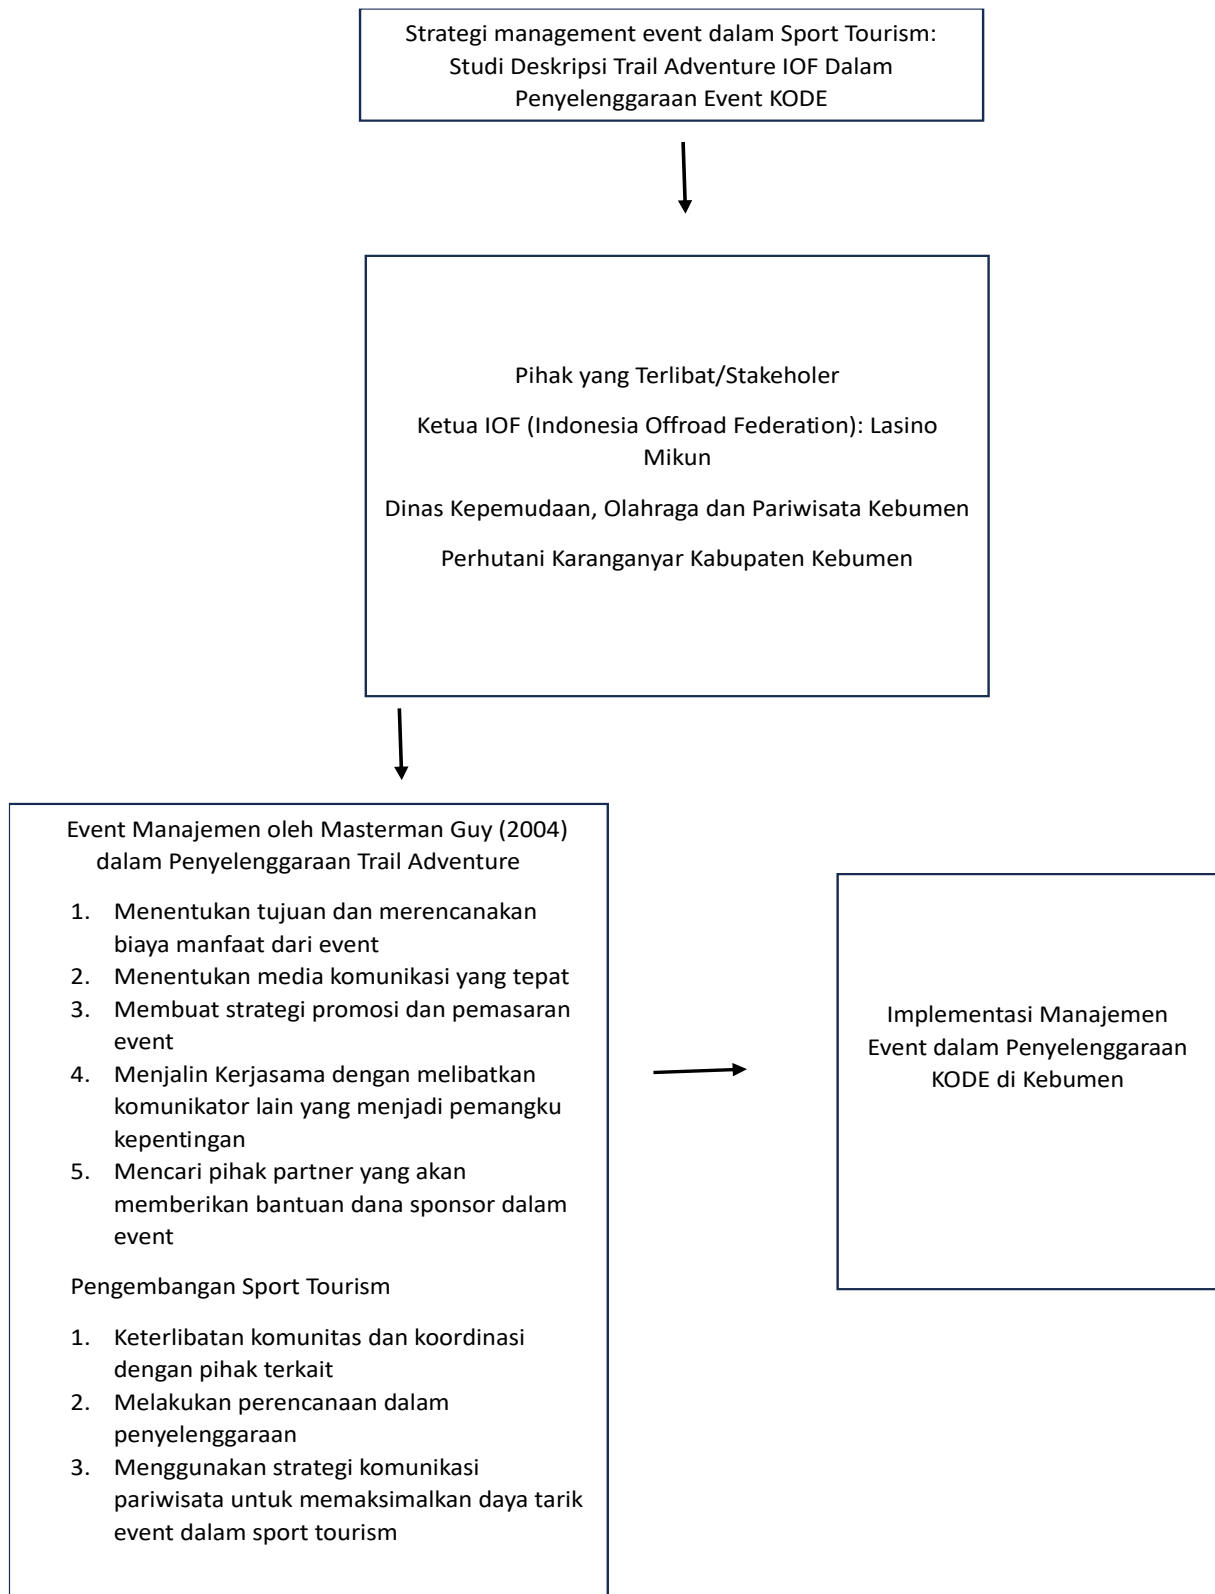 Strategi management event dalam Sport Tourism:
Studi Deskripsi Trail Adventure IOF Dalam
Penyelenggaraan Event KODE
Pihak yang Terlibat/Stakeholer
Ketua IOF (Indonesia Offroad Federation): Lasino
Mikun
Dinas Kepemudaan, Olahraga dan Pariwisata Kebumen
Perhutani Karanganyar Kabupaten Kebumen
Event Manajemen oleh Masterman Guy (2004)
dalam Penyelenggaraan Trail Adventure
1. Menentukan tujuan dan merencanakan
biaya manfaat dari event
2. Menentukan media komunikasi yang tepat
3. Membuat strategi promosi dan pemasaran
event
4. Menjalin Kerjasama dengan melibatkan
komunikator lain yang menjadi pemangku
kepentingan
5. Mencari pihak partner yang akan
memberikan bantuan dana sponsor dalam
event
Pengembangan Sport Tourism
1. Keterlibatan komunitas dan koordinasi
dengan pihak terkait
2. Melakukan perencanaan dalam
penyelenggaraan
3. Menggunakan strategi komunikasi
pariwisata untuk memaksimalkan daya tarik
event dalam sport tourism
Implementasi Manajemen
Event dalam Penyelenggaraan
KODE di Kebumen